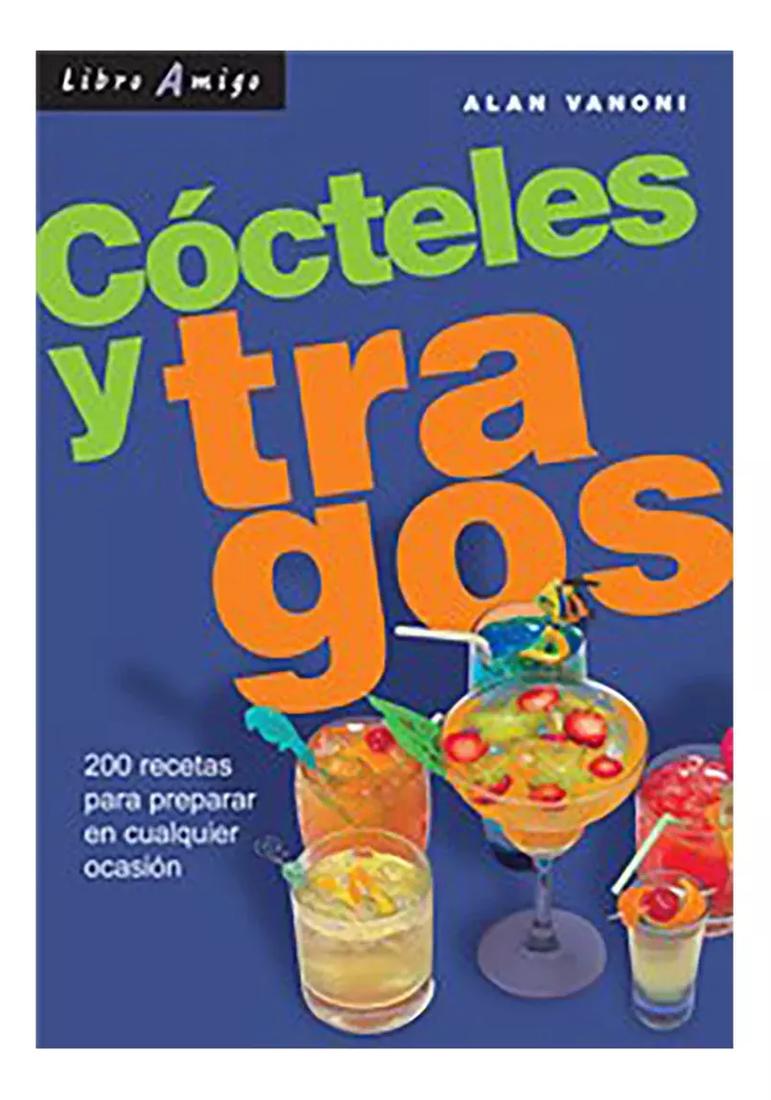 Libro Amigo
ALAN VANONI
Cócteles
y tra
gos
200 recetas
para preparar
en cualquier
ocasión